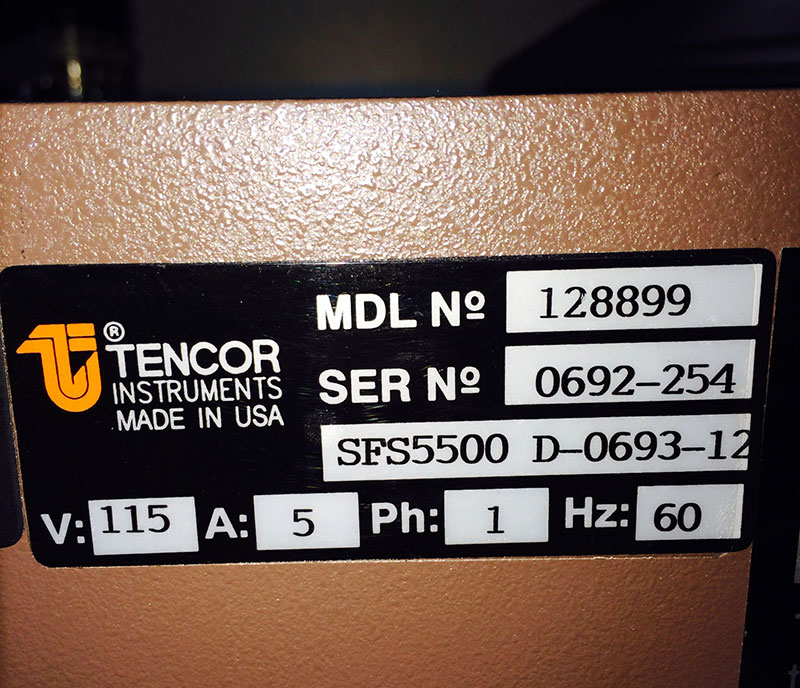 MDL Nº 128899
® TENCOR
INSTRUMENTS
MADE IN USA
SER Nº 0692-254
SFS5500 D-0693-12
V: 115 A: 5 Ph: 1 Hz: 60